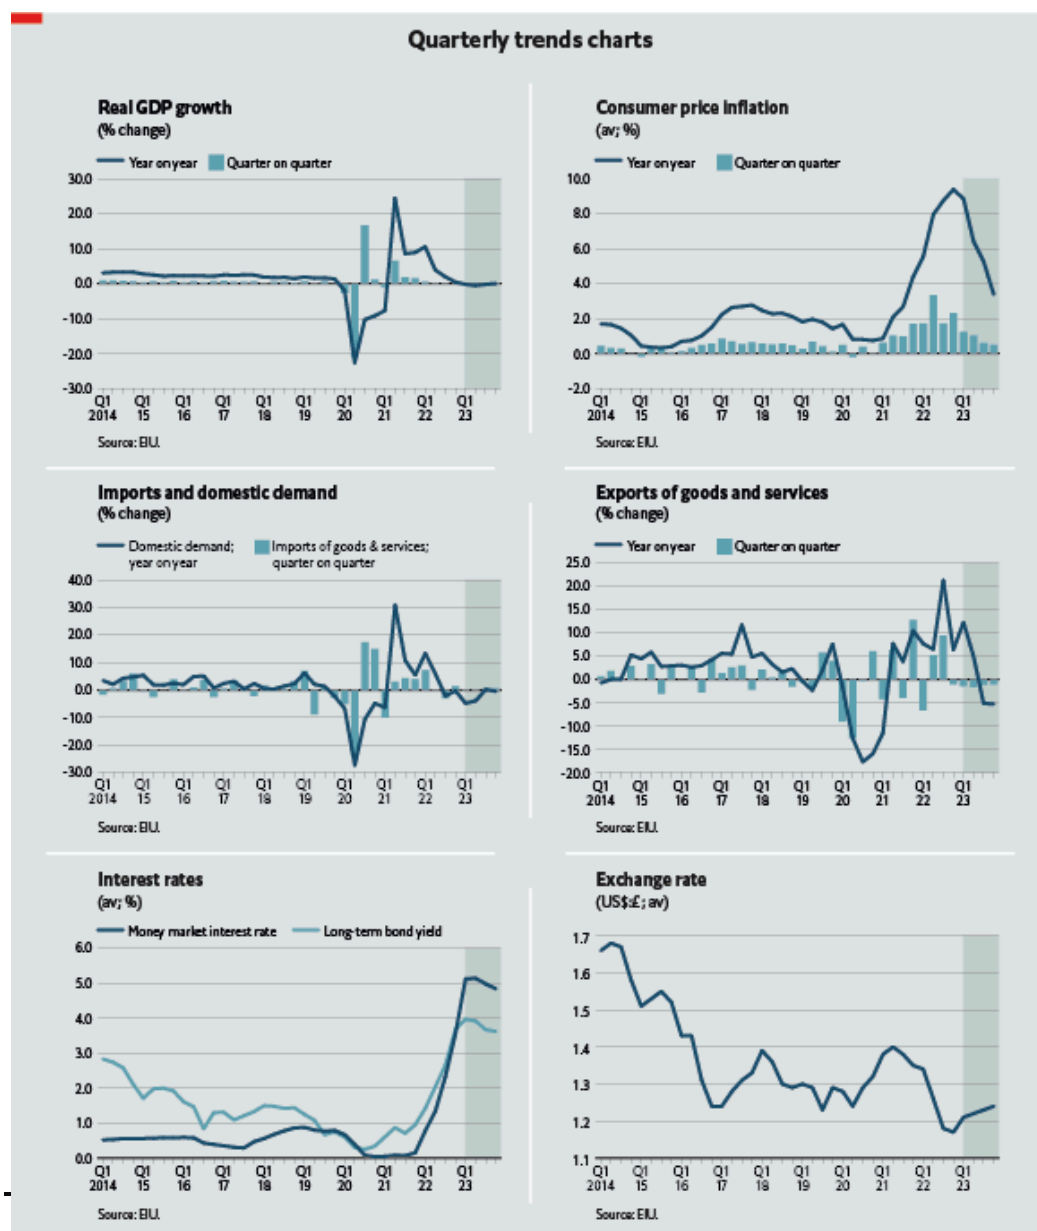 Quarterly trends charts
Real GDP growth
(% change)
Year on year
Quarter on quarter
30.0
20.0
10.0
0.0
-10.0
-20.0
-30.0
Q1 Q1 Q1 Q1 Q1 Q1 Q1 Q1 Q1 Q1
2014 15 16 17 18 19 20 21 22 23
Source: EIU.
Consumer price inflation
(av; %)
Year on year
Quarter on quarter
10.0
8.0
6.0
4.0
2.0
0.0
-2.0
Q1 Q1 Q1 Q1 Q1 Q1 Q1 Q1 Q1 Q1
2014 15 16 17 18 19 20 21 22 23
Source: EIU.
Imports and domestic demand
(% change)
Domestic demand;
year on year
Imports of goods & services;
quarter on quarter
40.0
30.0
20.0
10.0
0.0
-10.0
-20.0
-30.0
Q1 Q1 Q1 Q1 Q1 Q1 Q1 Q1 Q1 Q1
2014 15 16 17 18 19 20 21 22 23
Source: EIU.
Exports of goods and services
(% change)
Year on year
Quarter on quarter
25.0
20.0
15.0
10.0
5.0
0.0
-5.0
-10.0
-15.0
-20.0
Q1 Q1 Q1 Q1 Q1 Q1 Q1 Q1 Q1 Q1
2014 15 16 17 18 19 20 21 22 23
Source: EIU.
Interest rates
(av; %)
Money market interest rate
Long-term bond yield
6.0
5.0
4.0
3.0
2.0
1.0
0.0
Q1 Q1 Q1 Q1 Q1 Q1 Q1 Q1 Q1 Q1
2014 15 16 17 18 19 20 21 22 23
Source: EIU.
Exchange rate
(US$:£; av)
1.7
1.6
1.5
1.4
1.3
1.2
1.1
Q1 Q1 Q1 Q1 Q1 Q1 Q1 Q1 Q1 Q1
2014 15 16 17 18 19 20 21 22 23
Source: EIU.